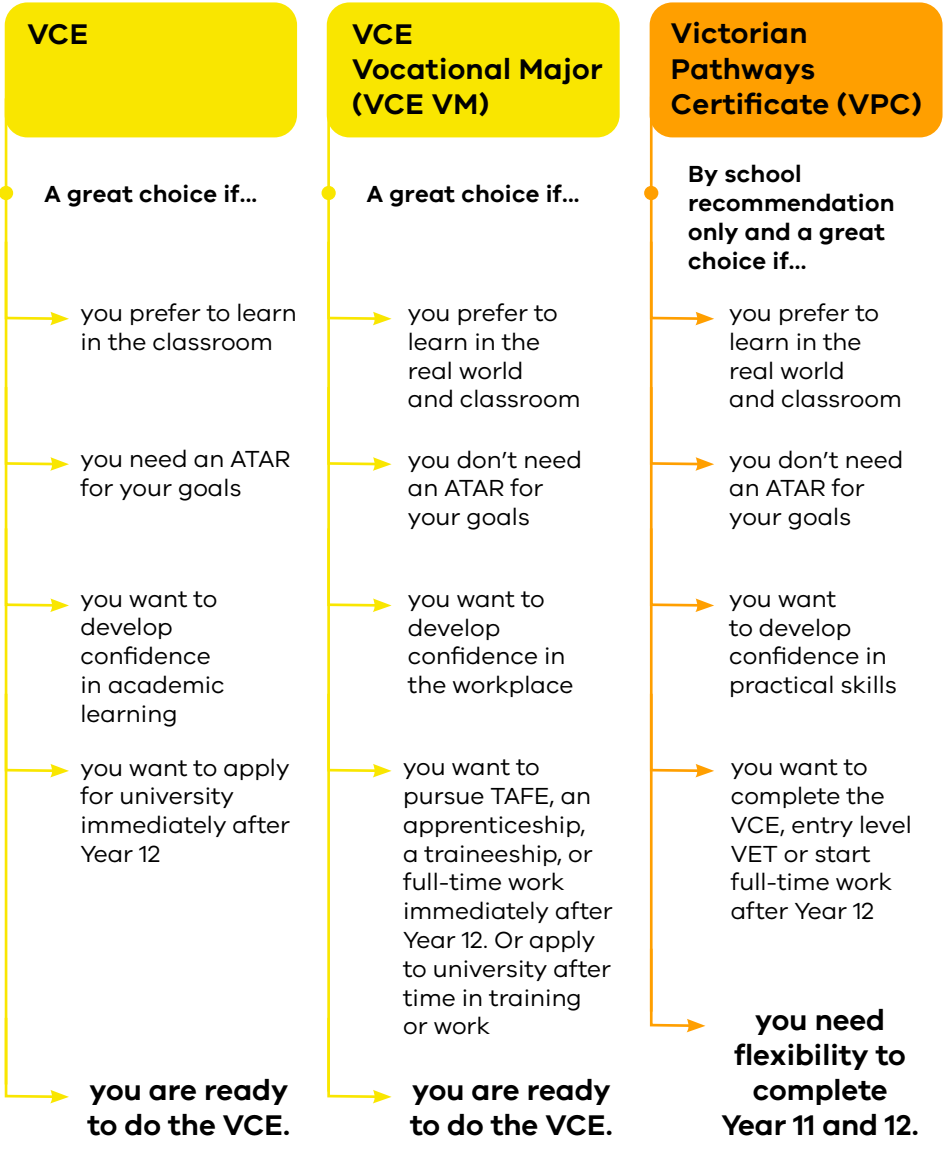 VCE
A great choice if...
you prefer to learn
in the classroom
you need an ATAR
for your goals
you want to
develop
confidence
in academic
learning
you want to apply
for university
immediately after
Year 12
you are ready
to do the VCE.
VCE
Vocational Major
(VCE VM)
A great choice if...
you prefer to
learn in the
real world
and classroom
you don’t need
an ATAR for
your goals
you want to
develop
confidence in
the workplace
you want to
pursue TAFE, an
apprenticeship,
a traineeship, or
full-time work
immediately after
Year 12. Or apply
to university after
time in training
or work
you are ready
to do the VCE.
Victorian
Pathways
Certificate (VPC)
By school
recommendation
only and a great
choice if...
you prefer to
learn in the
real world
and classroom
you don’t need
an ATAR for
your goals
you want
to develop
confidence in
practical skills
you want to
complete the
VCE, entry level
VET or start
full-time work
after Year 12
you need
flexibility to
complete
Year 11 and 12.